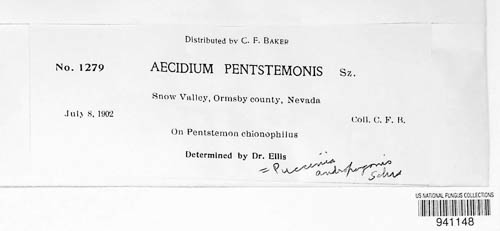 Distributed by C. F. BAKER
No. 1279 AECIDIUM PENTSTEMONIS Sz.
Snow Valley, Ormsby county, Nevada
July 8, 1902 Coll. C. F. B.
On Pentstemon chionophilus
Determined by Dr. Ellis
= Puccinia
andropogonis
Schw
US NATIONAL FUNGUS COLLECTIONS
941148